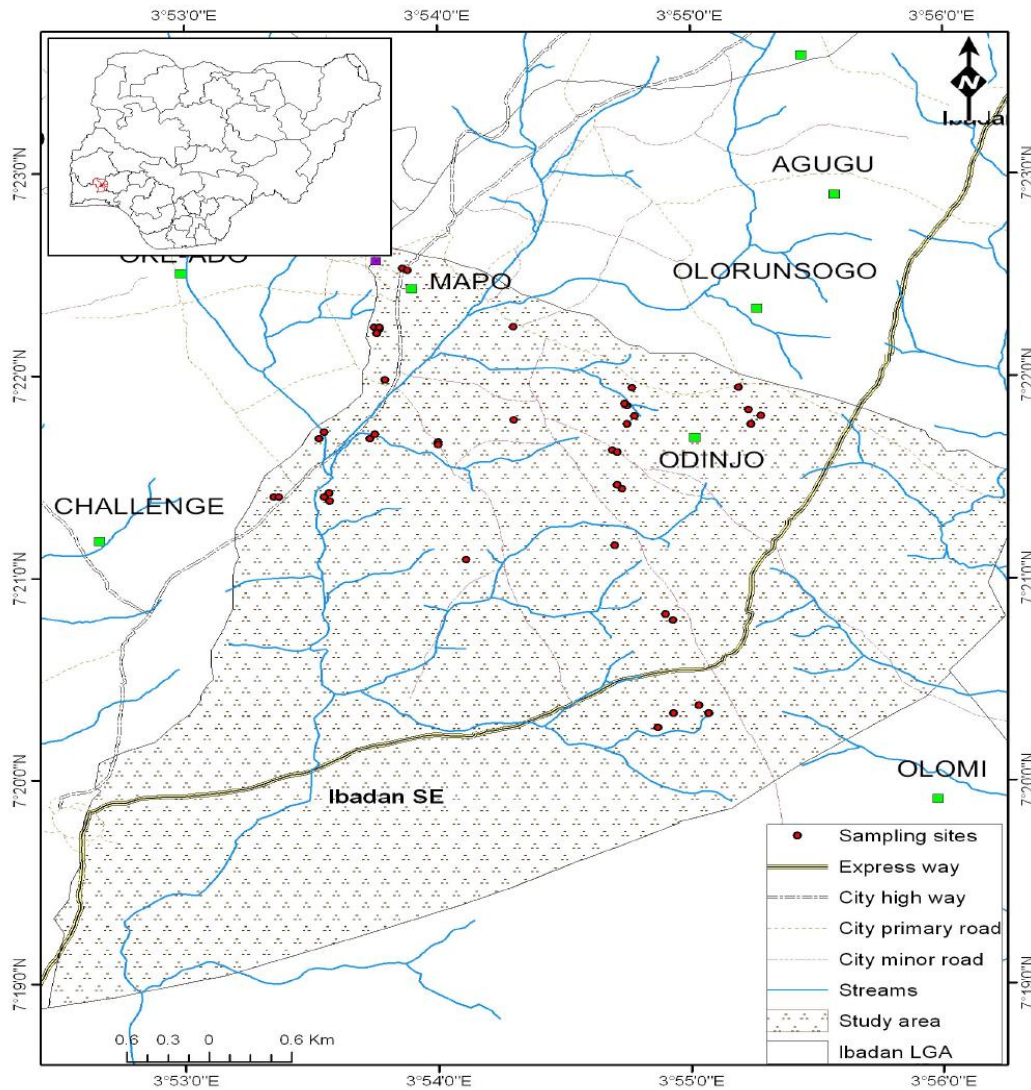 3°53'0"E
3°54'0"E
3°55'0"E
3°56'0"E
N
7°23'0"N
7°23'0"N
AGUGU
OLORUNSOGO
MAPO
7°22'0"N
7°22'0"N
ODINJO
CHALLENGE
7°21'0"N
7°21'0"N
OLOMI
7°20'0"N
7°20'0"N
Ibadan SE
Sampling sites
Express way
City high way
City primary road
City minor road
Streams
Study area
Ibadan LGA
7°19'0"N
7°19'0"N
0.6 0.3 0 0.6 Km
3°53'0"E
3°54'0"E
3°55'0"E
3°56'0"E